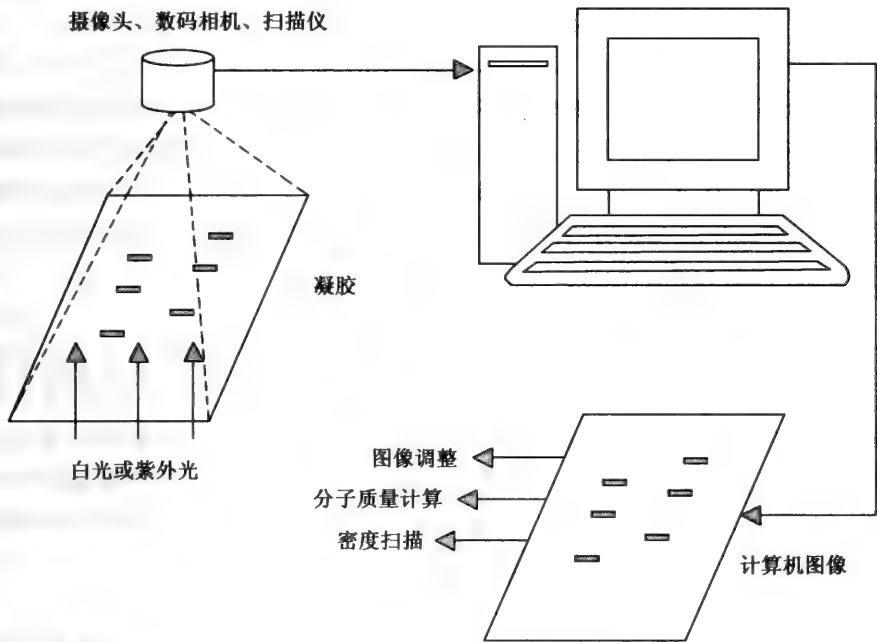 摄像头、数码相机、扫描仪
凝胶
白光或紫外光
图像调整
分子质量计算
密度扫描
计算机图像